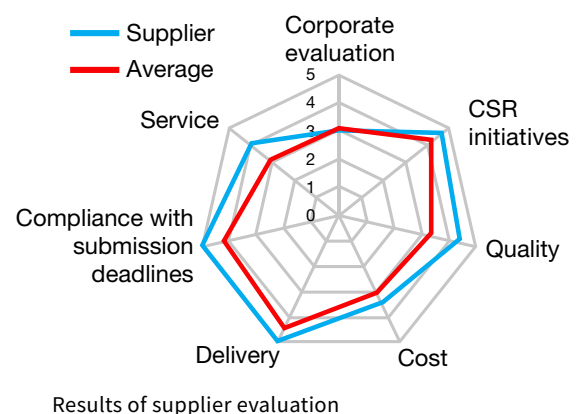 Supplier
Average
Corporate
evaluation
5
4
3
2
1
0
CSR
initiatives
Quality
Cost
Delivery
Compliance with
submission
deadlines
Service
Results of supplier evaluation